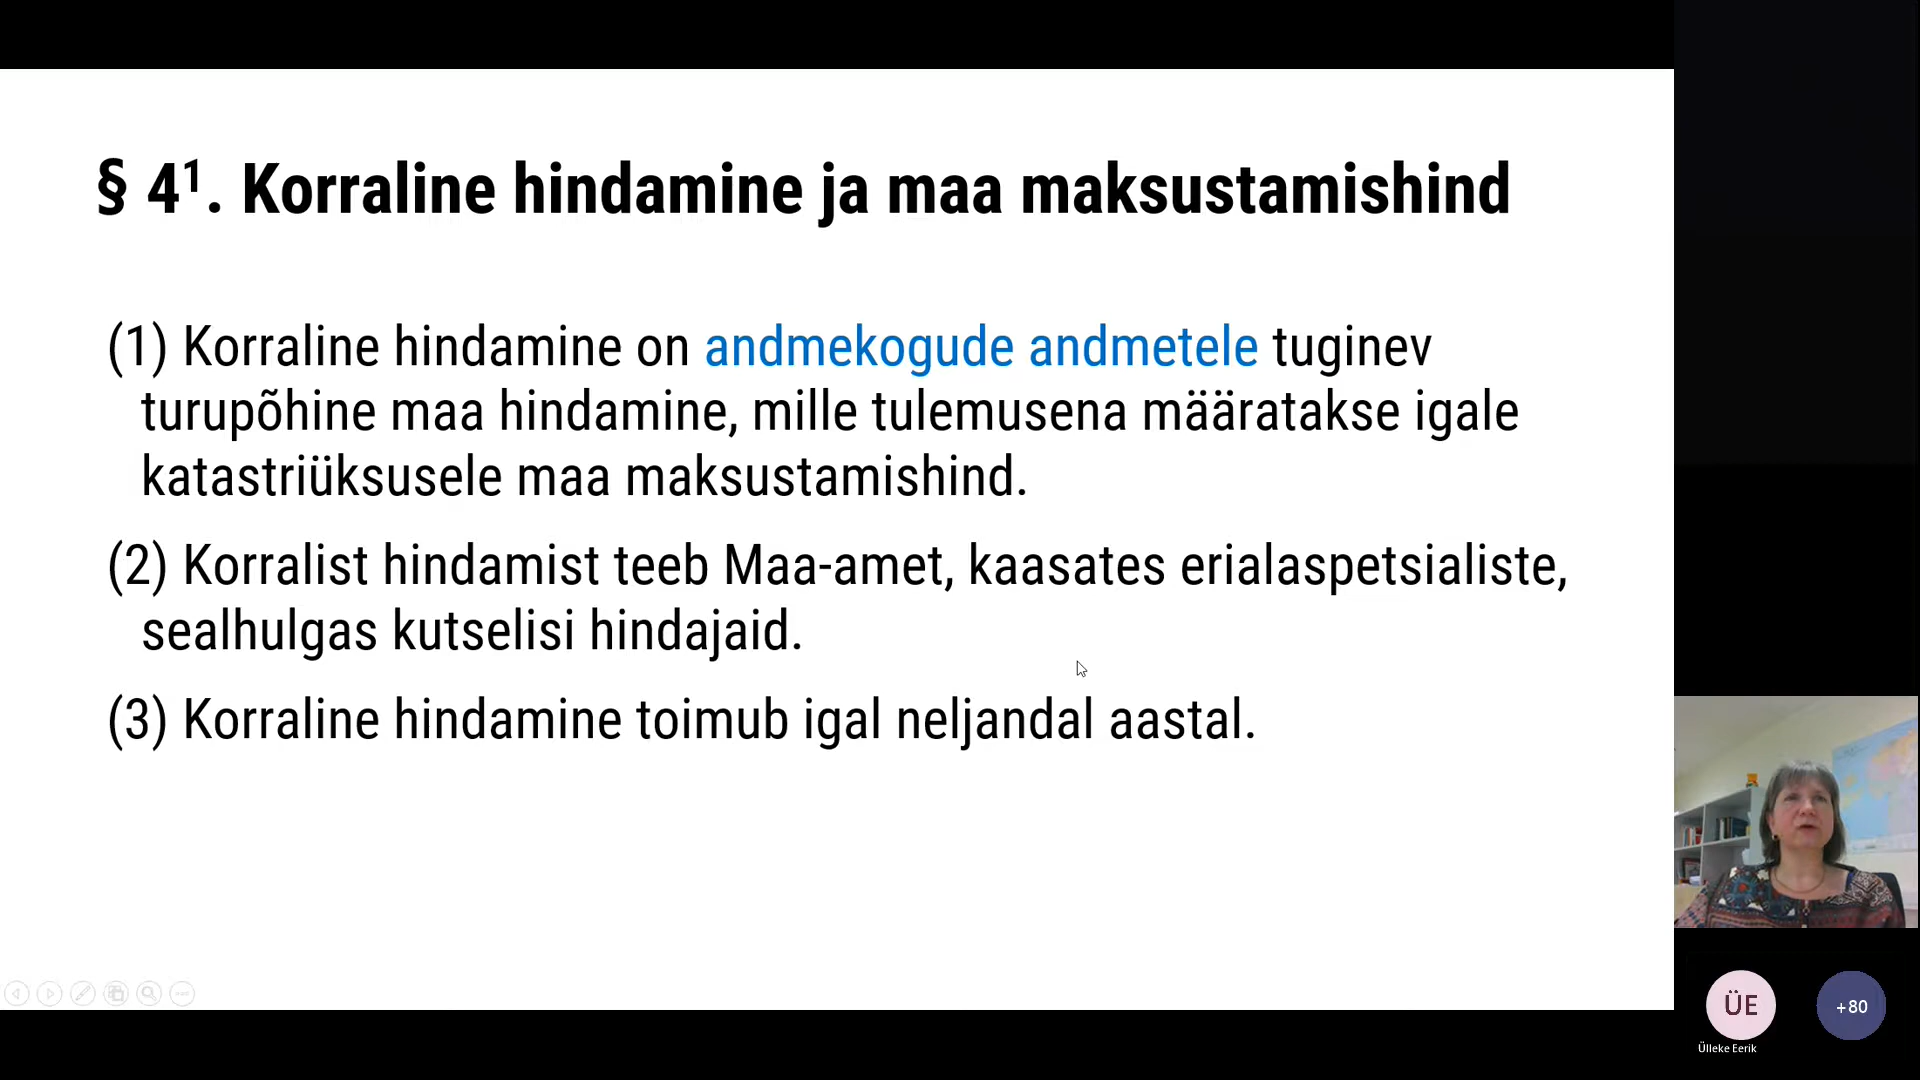 § 4¹. Korraline hindamine ja maa maksustamishind
(1) Korraline hindamine on andmekogude andmetele tuginev
turupõhine maa hindamine, mille tulemusena määratakse igale
katastriüksusele maa maksustamishind.
(2) Korralist hindamist teeb Maa-amet, kaasates erialaspetsialiste,
sealhulgas kutselisi hindajaid.
(3) Korraline hindamine toimub igal neljandal aastal.
ÜE
+80
Ülleke Eerik